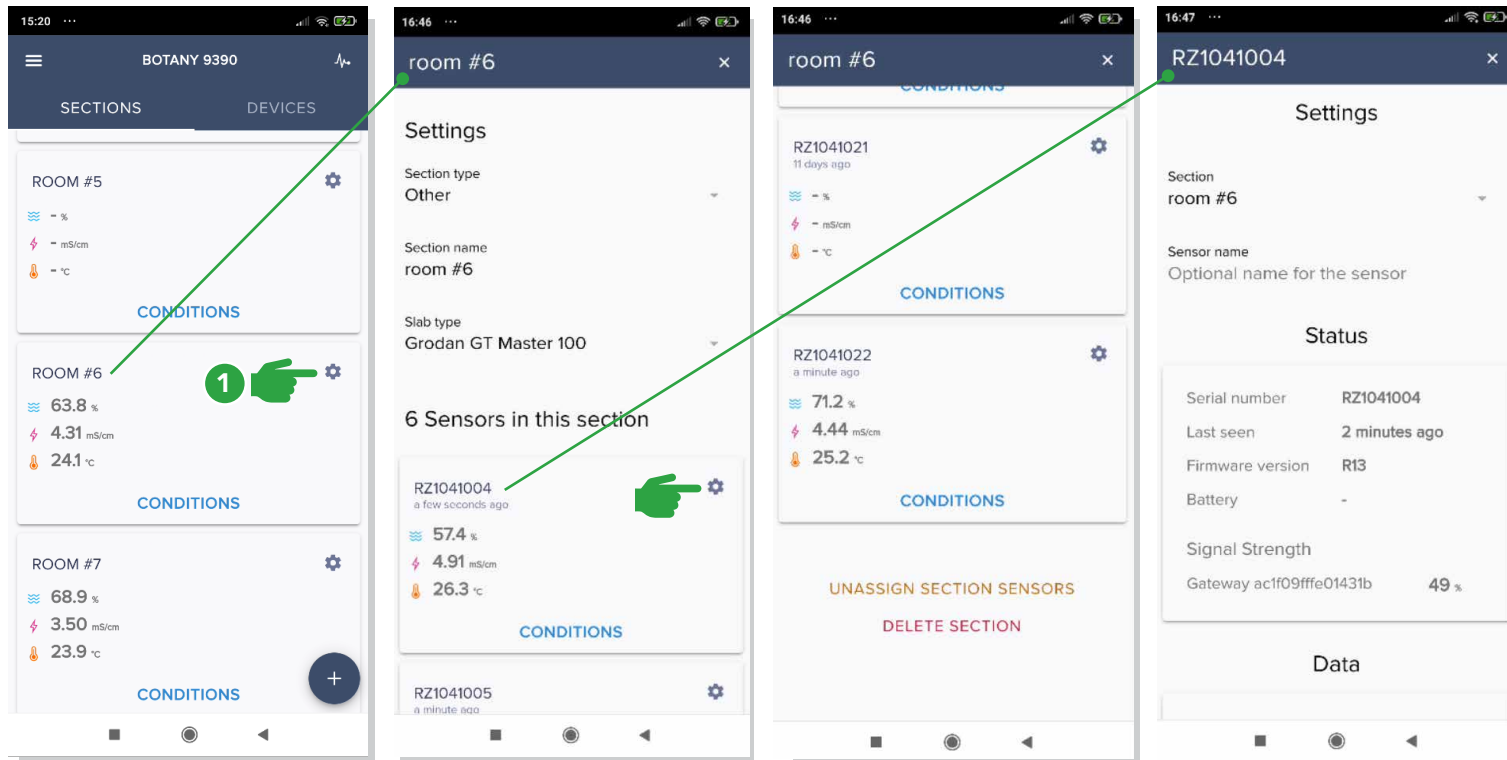 15:20 ...
BOTANY 9390
SECTIONS DEVICES
ROOM #5
- %
- mS/cm
- °C
CONDITIONS
ROOM #6
1
63.8 %
4.31 mS/cm
24.1 °C
CONDITIONS
ROOM #7
68.9 %
3.50 mS/cm
23.9 °C
+
CONDITIONS
16:46 ...
room #6 ×
Settings
Section type
Other
Section name
room #6
Slab type
Grodan GT Master 100
6 Sensors in this section
RZ1041004
a few seconds ago
57.4 %
4.91 mS/cm
26.3 °C
CONDITIONS
RZ1041005
a minute ago
16:46 ...
room #6 ×
CONDITIONS
RZ1041021
11 days ago
- %
- mS/cm
- °C
CONDITIONS
RZ1041022
a minute ago
71.2 %
4.44 mS/cm
25.2 °C
CONDITIONS
UNASSIGN SECTION SENSORS
DELETE SECTION
16:47 ...
RZ1041004 ×
Settings
Section
room #6
Sensor name
Optional name for the sensor
Status
Serial number RZ1041004
Last seen 2 minutes ago
Firmware version R13
Battery -
Signal Strength
Gateway ac1f09fffe01431b 49 %
Data